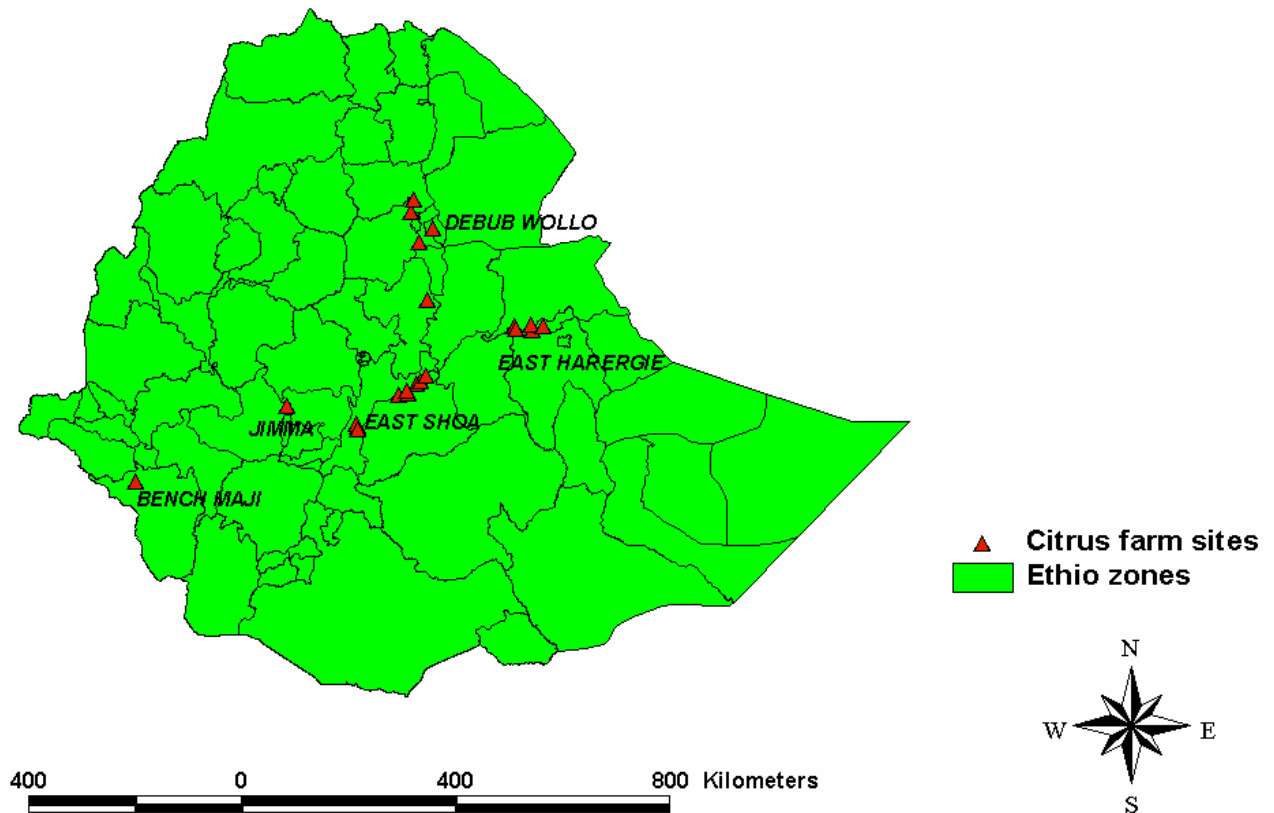 DEBUB WOLLO
EAST HARERGIE
EAST SHOA
JIMMA
BENCH MAJI
Citrus farm sites
Ethio zones
N
W E
S
400 0 400 800 Kilometers